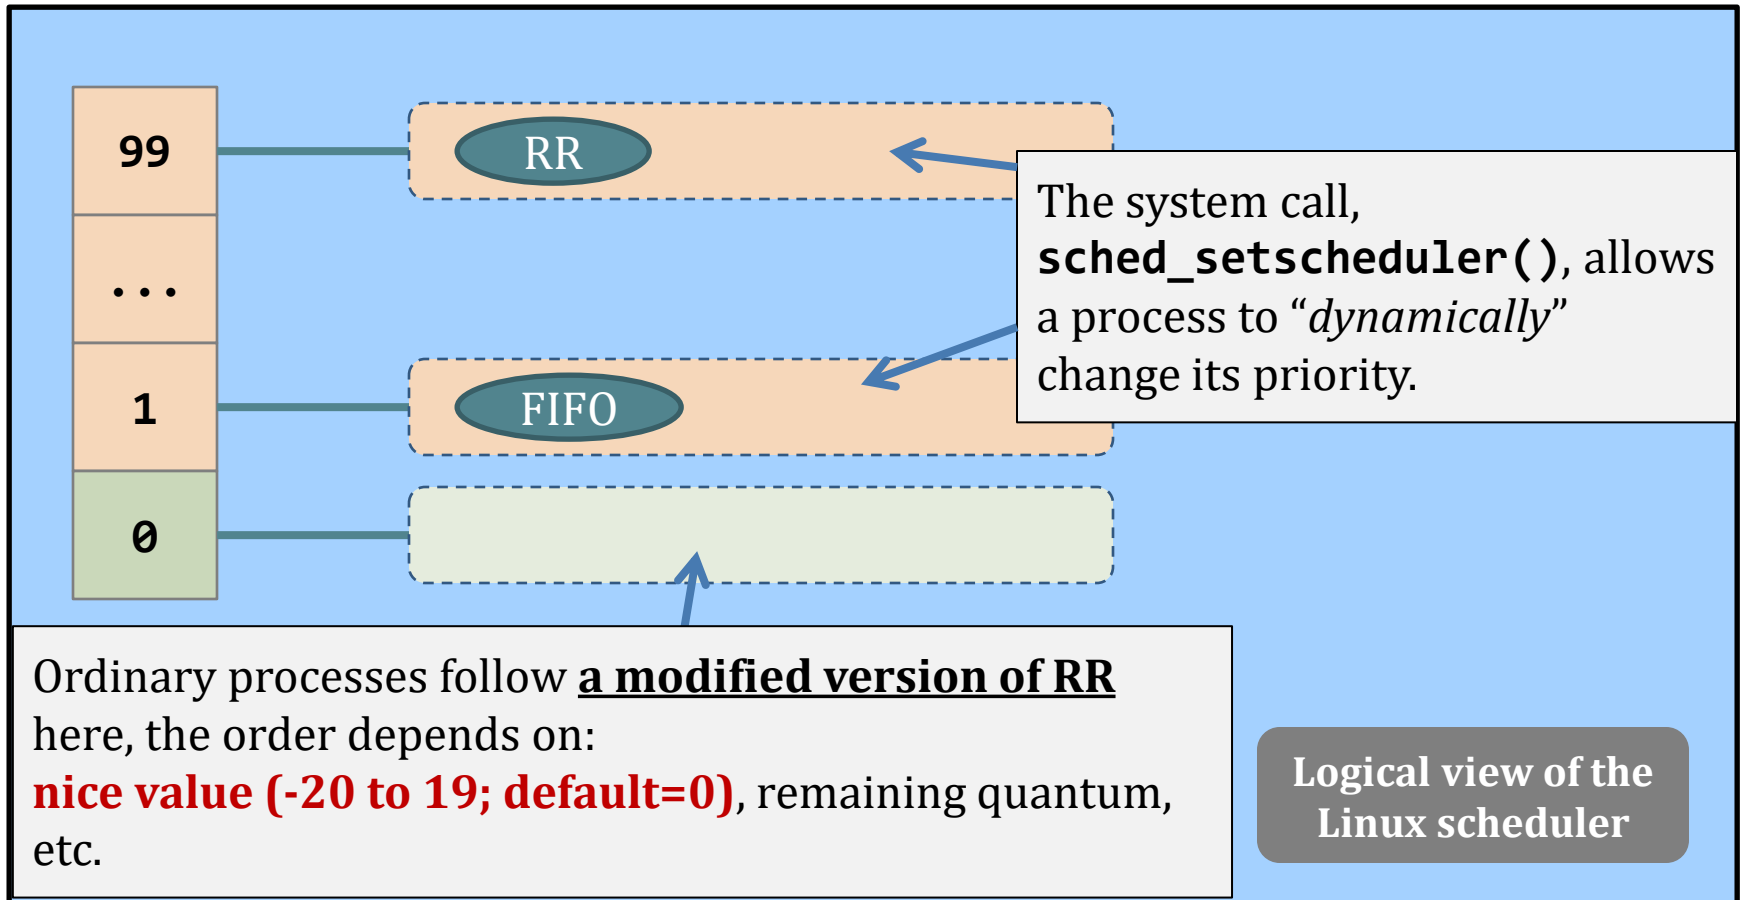 99
RR
...
The system call,
sched_setscheduler(), allows
a process to “dynamically”
change its priority.
1
FIFO
0
Ordinary processes follow a modified version of RR
here, the order depends on:
nice value (-20 to 19; default=0), remaining quantum,
etc.
Logical view of the
Linux scheduler